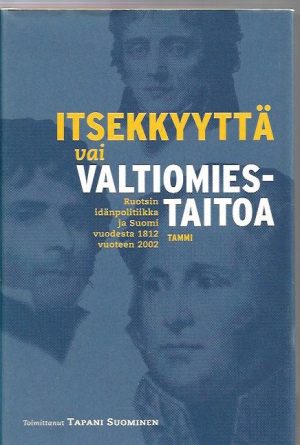 ITSEKKYYTTÄ
vai
VALTIOMIES-
TAITOA
Ruotsin
idänpolitiikka
ja Suomi
vuodesta 1812
vuoteen 2002
TAMMI
Toimittanut TAPANI SUOMINEN